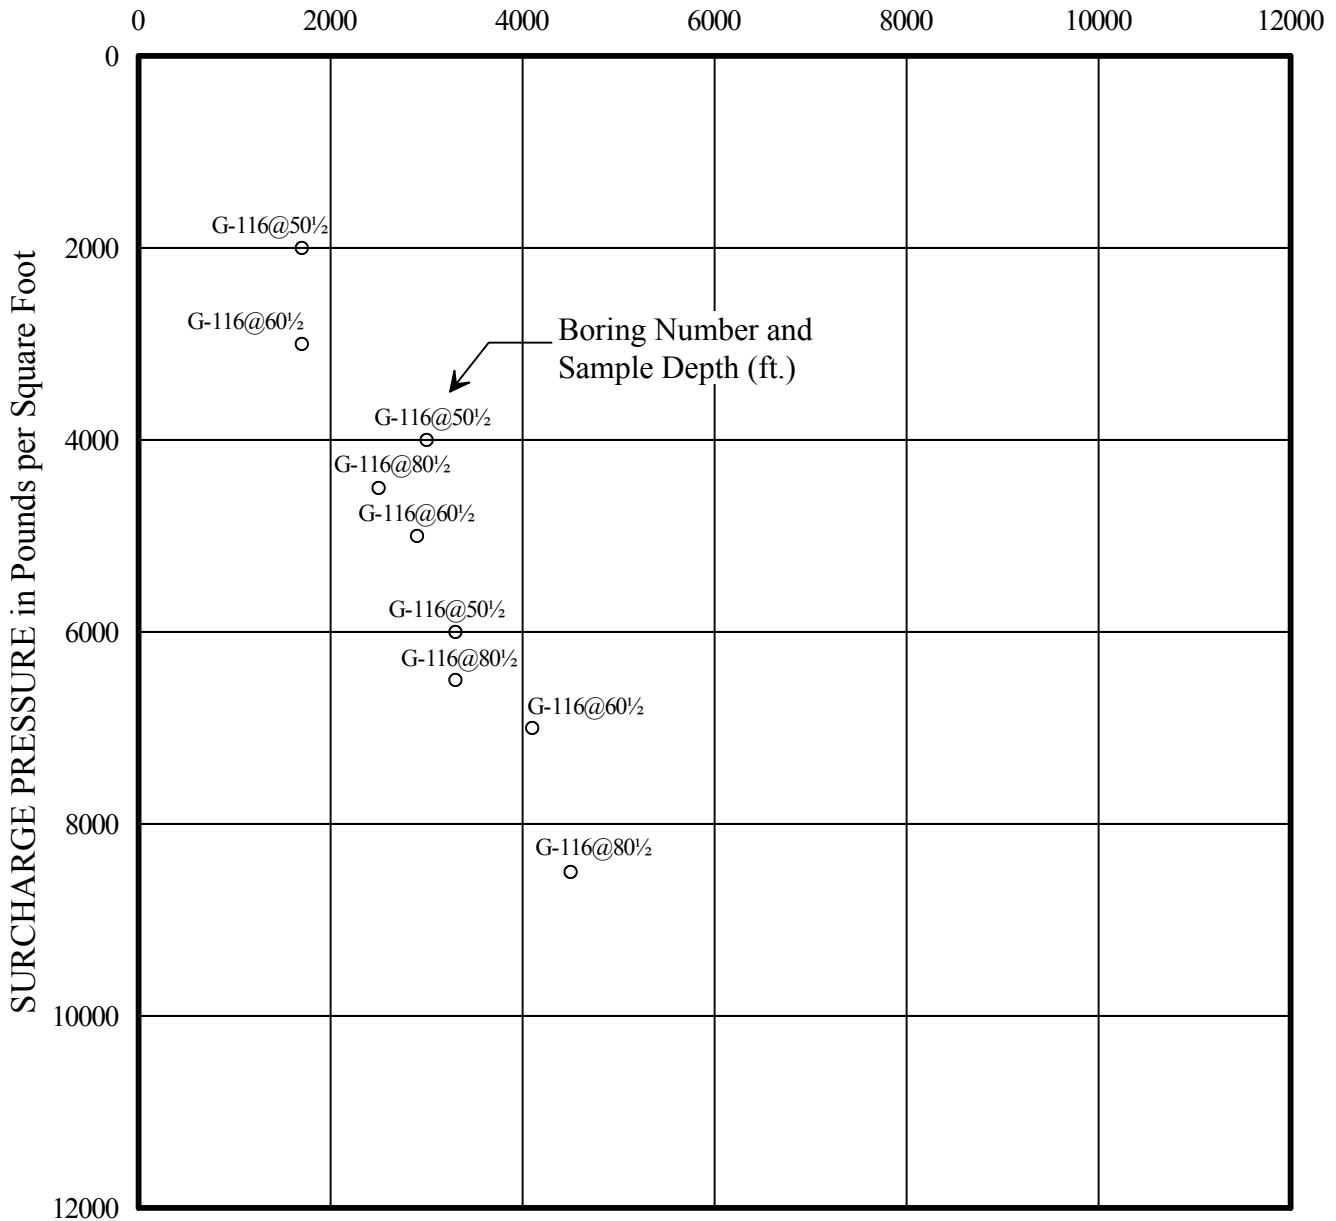 0 2000 4000 6000 8000 10000 12000
0
G-116@50½
2000
G-116@60½
Boring Number and
Sample Depth (ft.)
G-116@50½
4000
G-116@80½
G-116@60½
G-116@50½
6000
G-116@80½
G-116@60½
8000
G-116@80½
10000
12000
SURCHARGE PRESSURE in Pounds per Square Foot